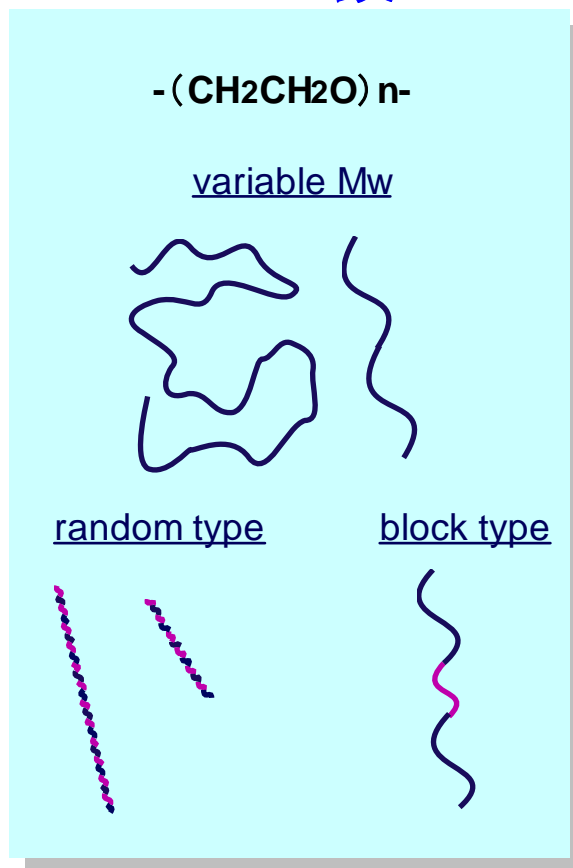 -（CH2CH2O）n-
variable Mw
random type
block type